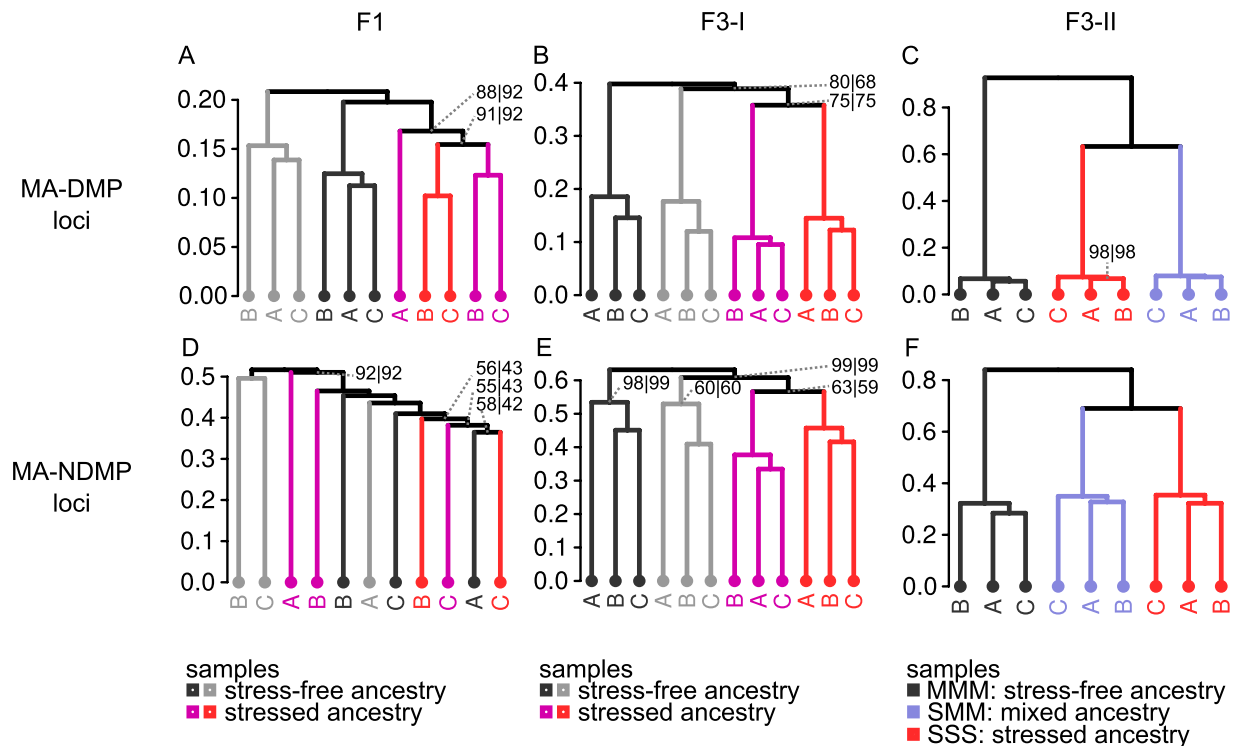 F1 F3-I F3-II
A B C
MA-DMP
loci
0.20
0.15
0.10
0.05
0.00
88|92
91|92
B A C B A C A B C B C
0.4
0.3
0.2
0.1
0.0
80|68
75|75
A B C A B C B A C A B C
0.8
0.6
0.4
0.2
0.0
98|98
B A C C A B C A B
D E F
MA-NDMP
loci
0.5
0.4
0.3
0.2
0.1
0.0
92|92
56|43
55|43
58|42
B C A B B A C B C A C
0.6
0.5
0.4
0.3
0.2
0.1
0.0
99|99
98|99 60|60 63|59
A B C A B C B A C A B C
0.8
0.6
0.4
0.2
0.0
B A C C A B C A B
samples
stress-free ancestry
stressed ancestry
samples
stress-free ancestry
stressed ancestry
samples
MMM: stress-free ancestry
SMM: mixed ancestry
SSS: stressed ancestry